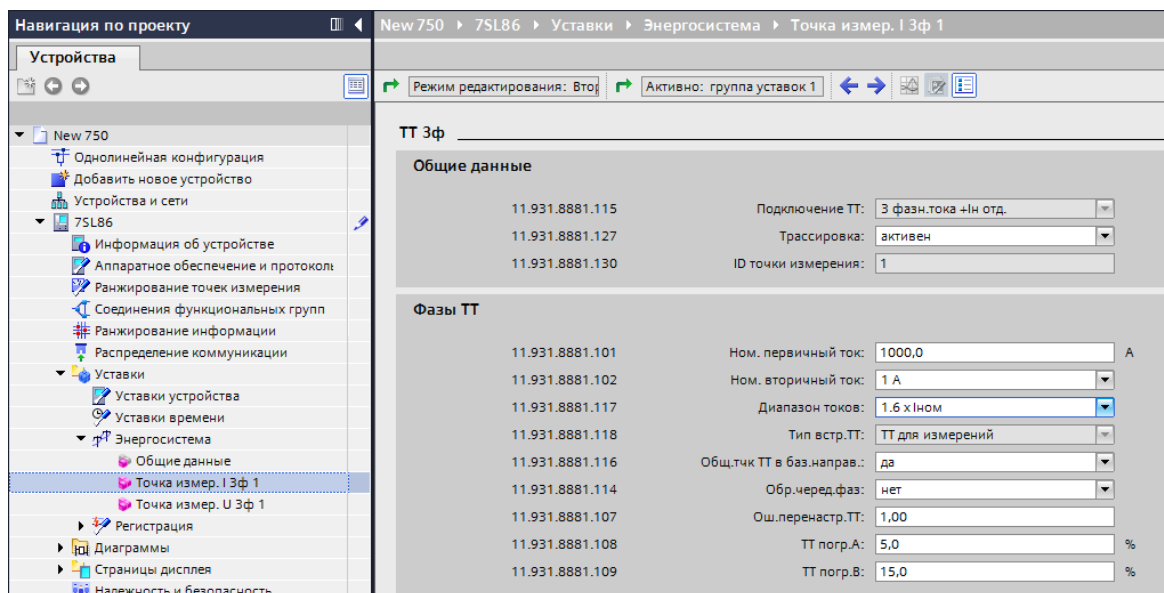 Навигация по проекту
New 750 ▸ 7SL86 ▸ Уставки ▸ Энергосистема ▸ Точка измер. I 3ф 1
Устройства
Режим редактирования: Втор
Активно: группа уставок 1
New 750
Однолинейная конфигурация
Добавить новое устройство
Устройства и сети
7SL86
Информация об устройстве
Аппаратное обеспечение и протоколы
Ранжирование точек измерения
Соединения функциональных групп
Ранжирование информации
Распределение коммуникации
Уставки
Уставки устройства
Уставки времени
Энергосистема
Общие данные
Точка измер. I 3ф 1
Точка измер. U 3ф 1
Регистрация
Диаграммы
Страницы дисплея
Надежность и безопасность
ТТ 3ф
Общие данные
11.931.8881.115 Подключение ТТ: 3 фазн.тока +Iн отд.
11.931.8881.127 Трассировка: активен
11.931.8881.130 ID точки измерения: 1
Фазы ТТ
11.931.8881.101 Ном. первичный ток: 1000,0 А
11.931.8881.102 Ном. вторичный ток: 1 А
11.931.8881.117 Диапазон токов: 1.6 x Iном
11.931.8881.118 Тип встр.ТТ: ТТ для измерений
11.931.8881.116 Общ.тчк ТТ в баз.направ.: да
11.931.8881.114 Обр.черед.фаз: нет
11.931.8881.107 Ош.перенастр.ТТ: 1,00
11.931.8881.108 ТТ погр.А: 5,0 %
11.931.8881.109 ТТ погр.В: 15,0 %